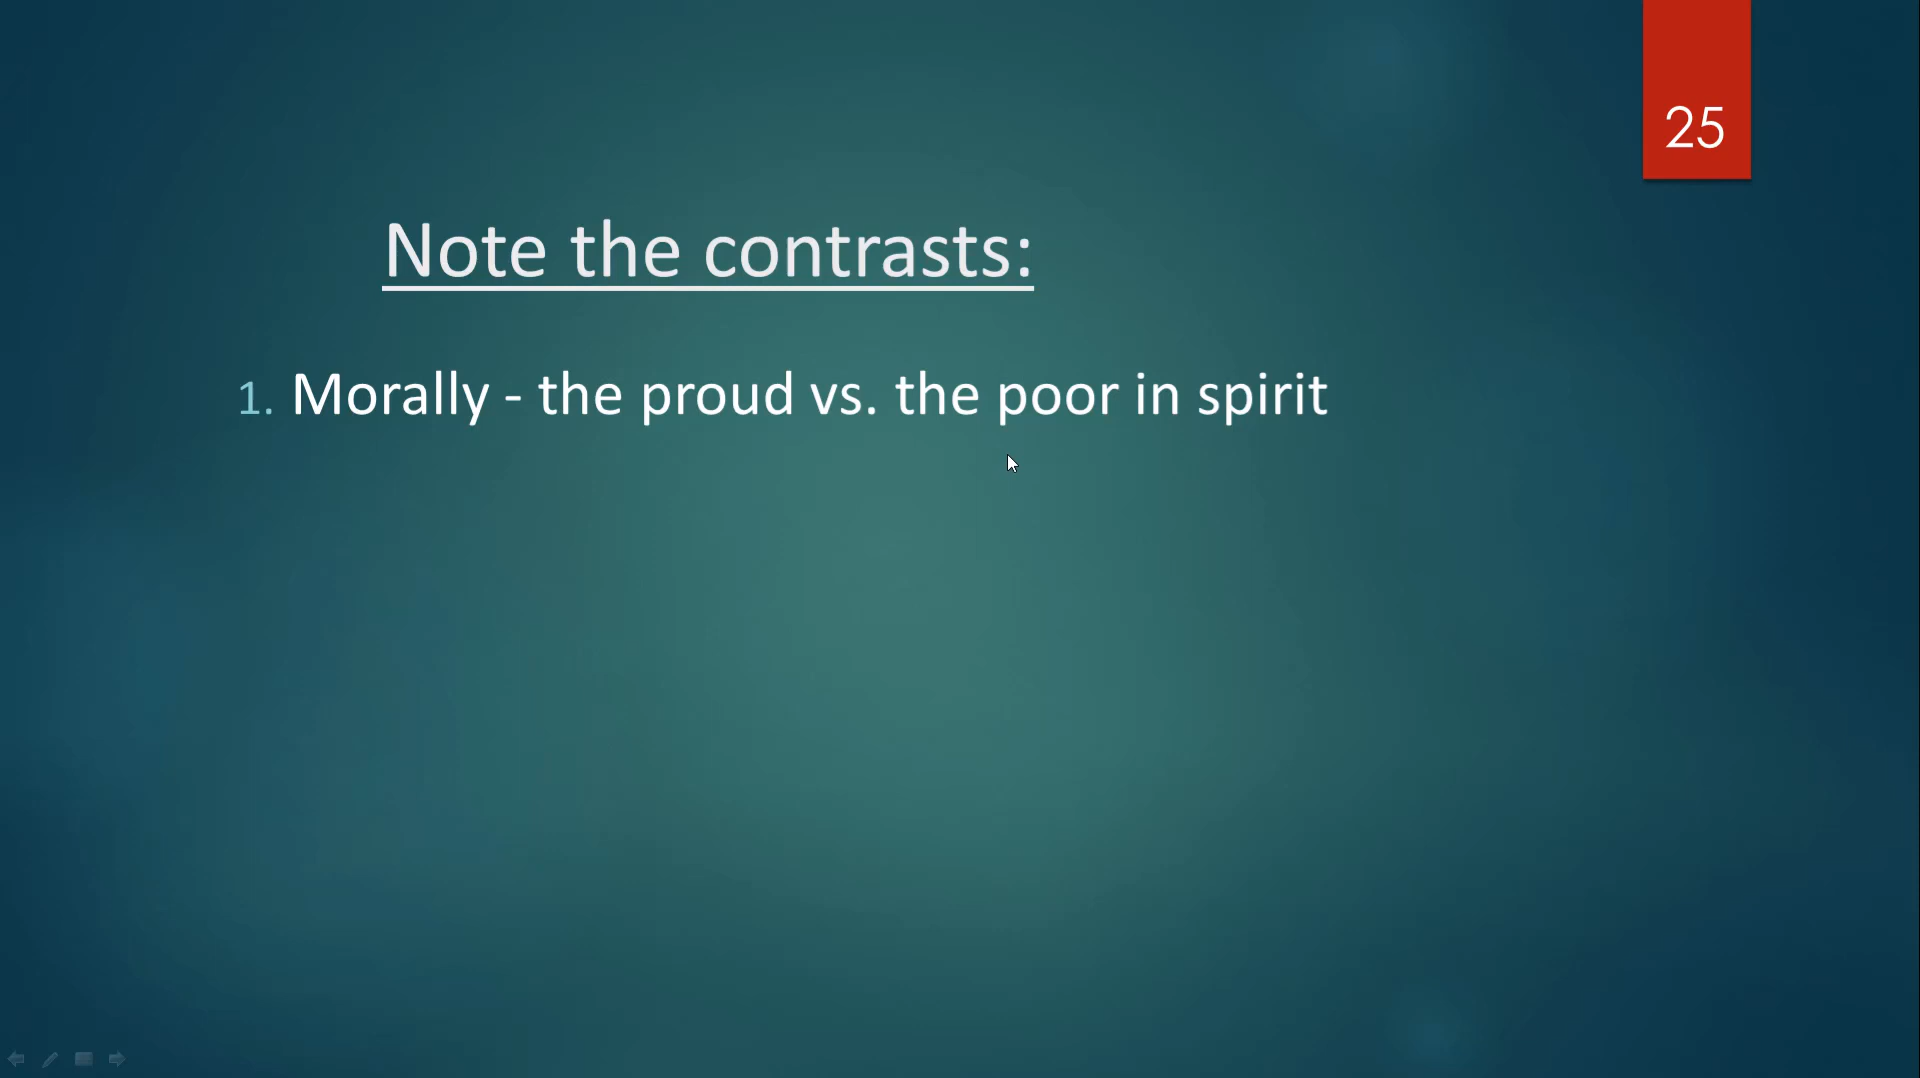 25
Note the contrasts:
1. Morally - the proud vs. the poor in spirit